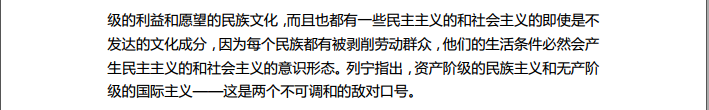 级的利益和愿望的民族文化，而且也都有一些民主主义的和社会主义的即使是不
发达的文化成分，因为每个民族都有被剥削劳动群众，他们的生活条件必然会产
生民主主义的和社会主义的意识形态。列宁指出，资产阶级的民族主义和无产阶
级的国际主义——这是两个不可调和的敌对口号。